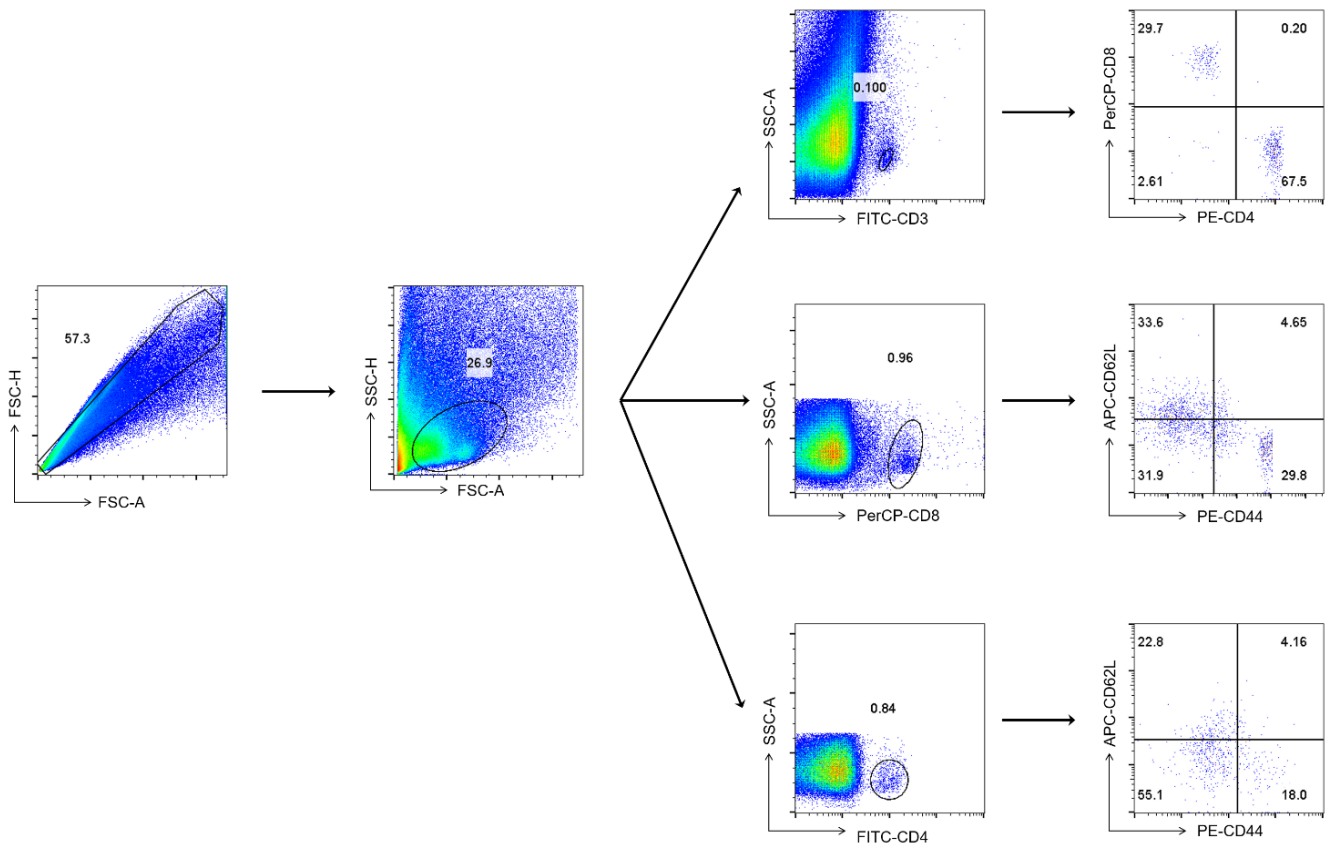 57.3
FSC-H
FSC-A
26.9
SSC-H
FSC-A
0.100
SSC-A
FITC-CD3
29.7
0.20
2.61
67.5
PerCP-CD8
PE-CD4
0.96
SSC-A
PerCP-CD8
33.6
4.65
31.9
29.8
APC-CD62L
PE-CD44
0.84
SSC-A
FITC-CD4
22.8
4.16
55.1
18.0
APC-CD62L
PE-CD44